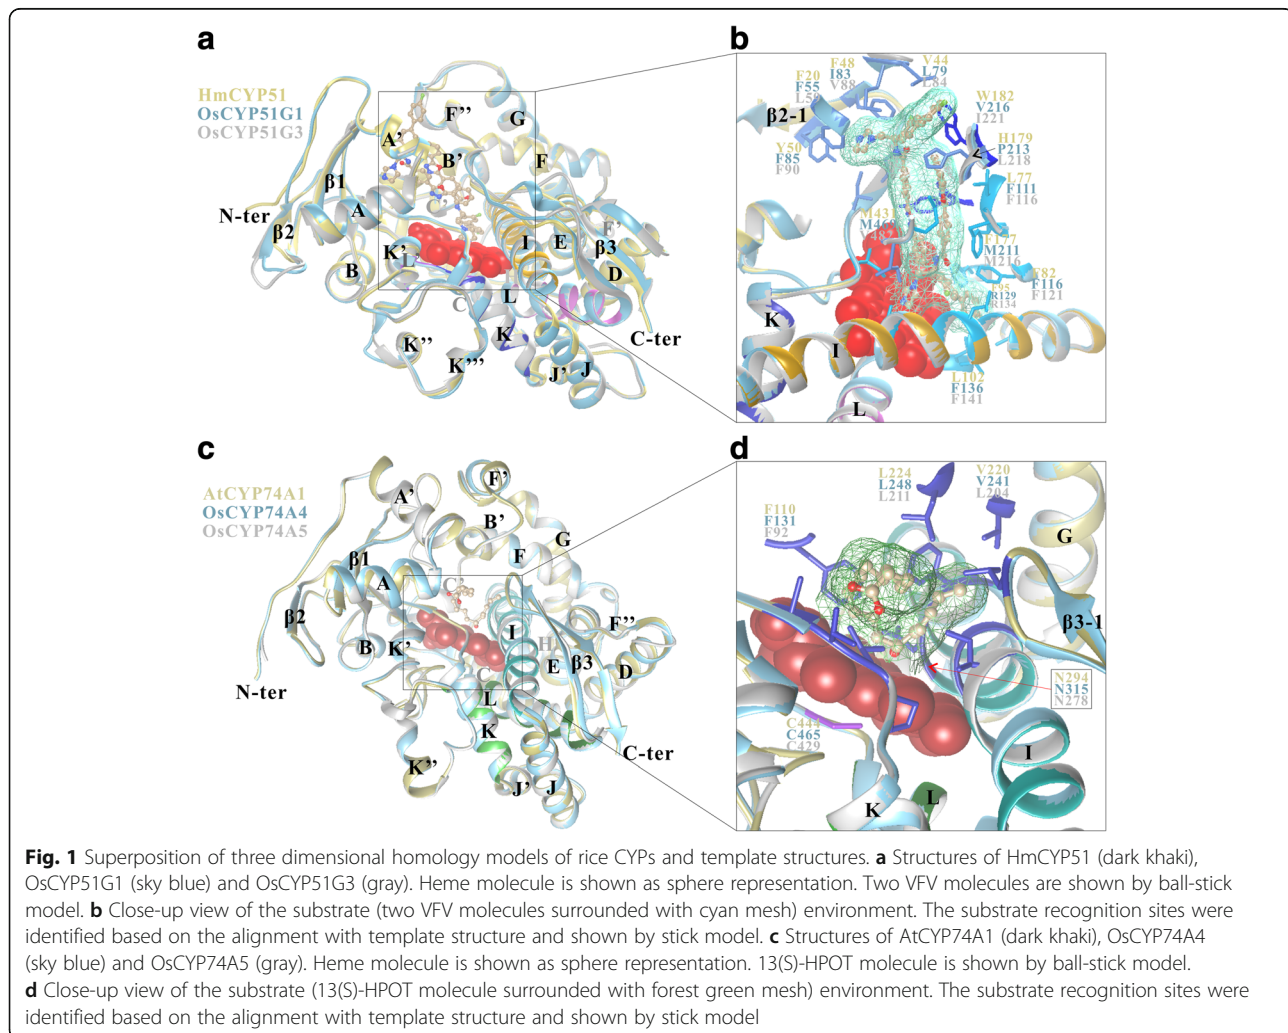 a
HmCYP51
OsCYP51G1
OsCYP51G3
F’’
G
A’
B’
F
β1
A
N-ter
β2
K’
L’
B
I
E
E’
β3
D
C
L
K
C-ter
K’’
K’’’
J’
J
b
F20
F55
L59
F48
I83
V88
V44
L79
L84
β2-1
W182
V216
I221
Y50
F85
F90
H179
P213
L218
L77
F111
F116
M431
F177
M211
M216
F82
F116
F121
F95
R129
R134
K
I
L102
F136
F141
L
c
AtCYP74A1
OsCYP74A4
OsCYP74A5
A’
F’
B’
G
F
β1
A
C’
β2
I
F’’
B
K’
H
E
β3
D
N-ter
C
L
K
C-ter
K’’
J’
J
d
L224
L248
L211
V220
V241
L204
F110
F131
F92
G
β3-1
N294
N315
N278
C444
C465
C429
I
K
L
Fig. 1 Superposition of three dimensional homology models of rice CYPs and template structures. a Structures of HmCYP51 (dark khaki),
OsCYP51G1 (sky blue) and OsCYP51G3 (gray). Heme molecule is shown as sphere representation. Two VFV molecules are shown by ball-stick
model. b Close-up view of the substrate (two VFV molecules surrounded with cyan mesh) environment. The substrate recognition sites were
identified based on the alignment with template structure and shown by stick model. c Structures of AtCYP74A1 (dark khaki), OsCYP74A4
(sky blue) and OsCYP74A5 (gray). Heme molecule is shown as sphere representation. 13(S)-HPOT molecule is shown by ball-stick model.
d Close-up view of the substrate (13(S)-HPOT molecule surrounded with forest green mesh) environment. The substrate recognition sites were
identified based on the alignment with template structure and shown by stick model